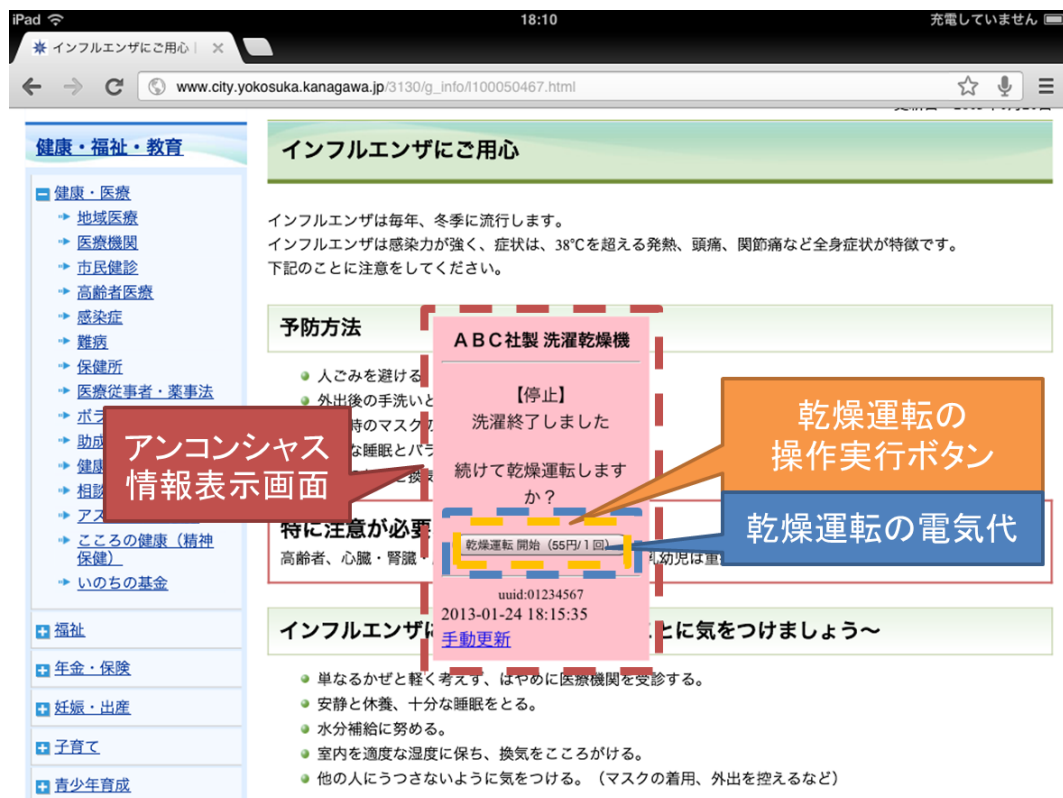 iPad 18:10 充電していません
インフルエンザにご用心｜ ×
www.city.yokosuka.kanagawa.jp/3130/g_info/l100050467.html
健康・福祉・教育
健康・医療
地域医療
医療機関
市民健診
高齢者医療
感染症
難病
保健所
医療従事者・薬事法
ボラ
助成
健康
相談
アス
こころの健康（精神
保健）
いのちの基金
福祉
年金・保険
妊娠・出産
子育て
青少年育成
インフルエンザにご用心
インフルエンザは毎年、冬季に流行します。
インフルエンザは感染力が強く、症状は、38℃を超える発熱、頭痛、関節痛など全身症状が特徴です。
下記のことに注意をしてください。
予防方法
人ごみを避ける
外出後の手洗いと
時のマスクの
な睡眠とバラ
と換気
特に注意が必要
高齢者、心臓・腎臓・ 乳幼児は重
インフルエンザに とに気をつけましょう～
単なるかぜと軽く考えず、はやめに医療機関を受診する。
安静と休養、十分な睡眠をとる。
水分補給に努める。
室内を適度な湿度に保ち、換気をこころがける。
他の人にうつさないように気をつける。（マスクの着用、外出を控えるなど）
ＡＢＣ社製 洗濯乾燥機
【停止】
洗濯終了しました
続けて乾燥運転します
か？
乾燥運転 開始（55円/１回）
uuid:01234567
2013-01-24 18:15:35
手動更新
アンコンシャス
情報表示画面
乾燥運転の
操作実行ボタン
乾燥運転の電気代